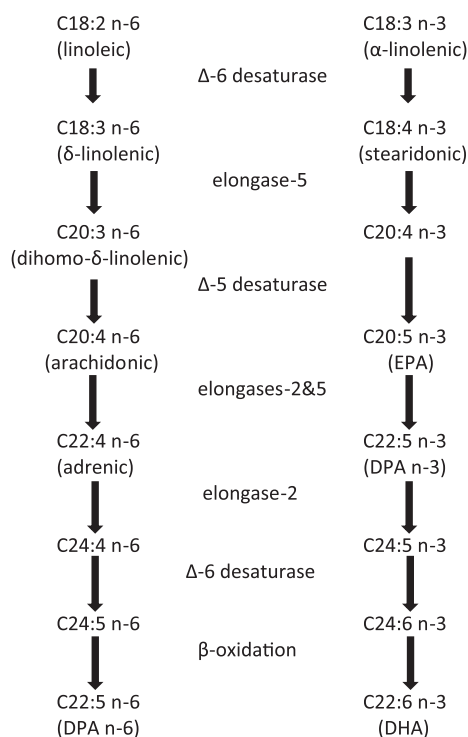 C18:2 n-6
(linoleic)
C18:3 n-3
(α-linolenic)
Δ-6 desaturase
C18:3 n-6
(δ-linolenic)
C18:4 n-3
(stearidonic)
elongase-5
C20:3 n-6
(dihomo-δ-linolenic)
C20:4 n-3
Δ-5 desaturase
C20:4 n-6
(arachidonic)
C20:5 n-3
(EPA)
elongases-2&5
C22:4 n-6
(adrenic)
C22:5 n-3
(DPA n-3)
elongase-2
C24:4 n-6
C24:5 n-3
Δ-6 desaturase
C24:5 n-6
C24:6 n-3
β-oxidation
C22:5 n-6
(DPA n-6)
C22:6 n-3
(DHA)